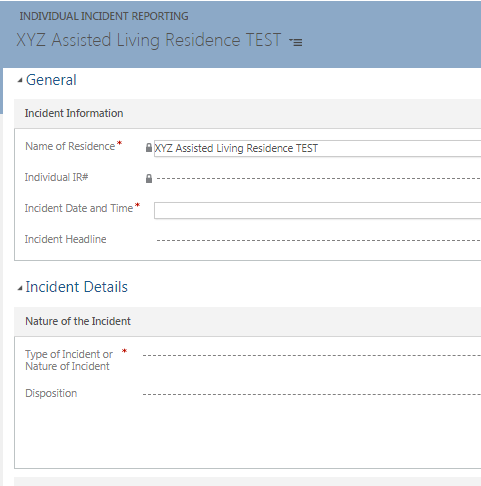 INDIVIDUAL INCIDENT REPORTING
XYZ Assisted Living Residence TEST
General
Incident Information
Name of Residence * XYZ Assisted Living Residence TEST
Individual IR# ---
Incident Date and Time *
Incident Headline ---
Incident Details
Nature of the Incident
Type of Incident or * ---
Nature of Incident
Disposition ---